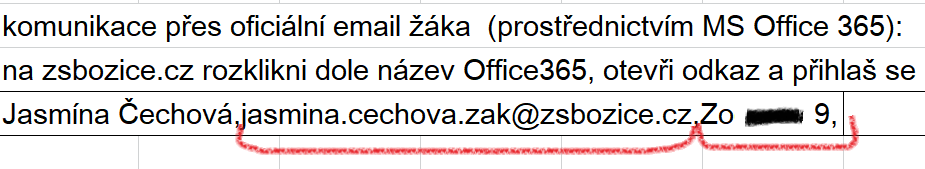 komunikace přes oficiální email žáka  (prostřednictvím MS Office 365):
na zsbozice.cz rozklikni dole název Office365, otevři odkaz a přihlaš se
Jasmína Čechová,jasmina.cechova.zak@zsbozice.cz,Zo 9,